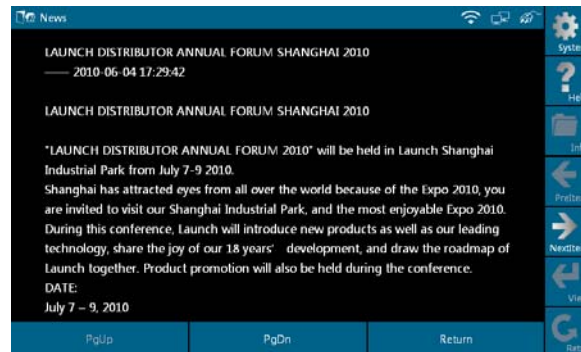 News
LAUNCH DISTRIBUTOR ANNUAL FORUM SHANGHAI 2010
—— 2010-06-04 17:29:42
LAUNCH DISTRIBUTOR ANNUAL FORUM SHANGHAI 2010
"LAUNCH DISTRIBUTOR ANNUAL FORUM 2010" will be held in Launch Shanghai
Industrial Park from July 7-9 2010.
Shanghai has attracted eyes from all over the world because of the Expo 2010, you
are invited to visit our Shanghai Industrial Park, and the most enjoyable Expo 2010.
During this conference, Launch will introduce new products as well as our leading
technology, share the joy of our 18 years' development, and draw the roadmap of
Launch together. Product promotion will also be held during the conference.
DATE:
July 7 – 9, 2010
PgUp
PgDn
Return
Syste
Hel
Inf
PreIte
NextIte
Vie
Ret